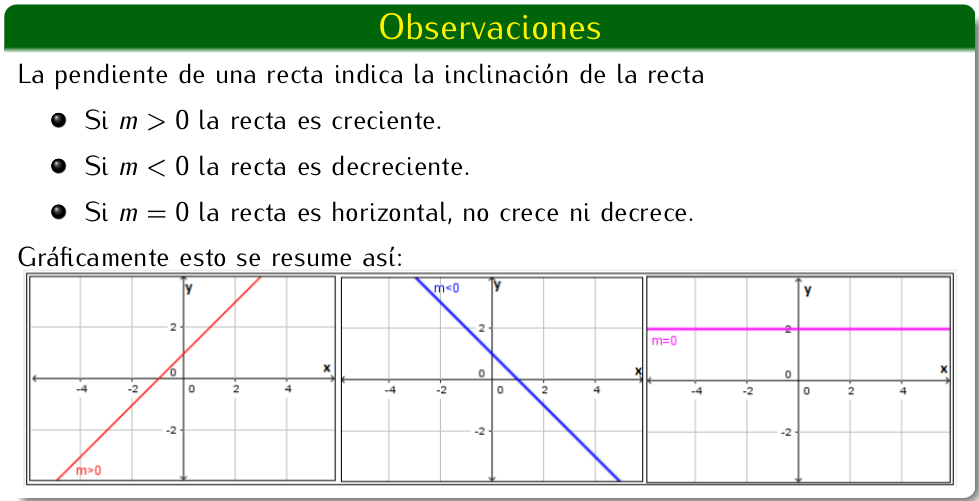 Observaciones
La pendiente de una recta indica la inclinación de la recta
Si m > 0 la recta es creciente.
Si m < 0 la recta es decreciente.
Si m = 0 la recta es horizontal, no crece ni decrece.
Gráficamente esto se resume así:
y
2
x
0
-4 -2 0 2 4
-2
m>0
m<0
y
2
x
0
-4 -2 0 2 4
-2
y
2
m=0
x
0
-4 -2 0 2 4
-2